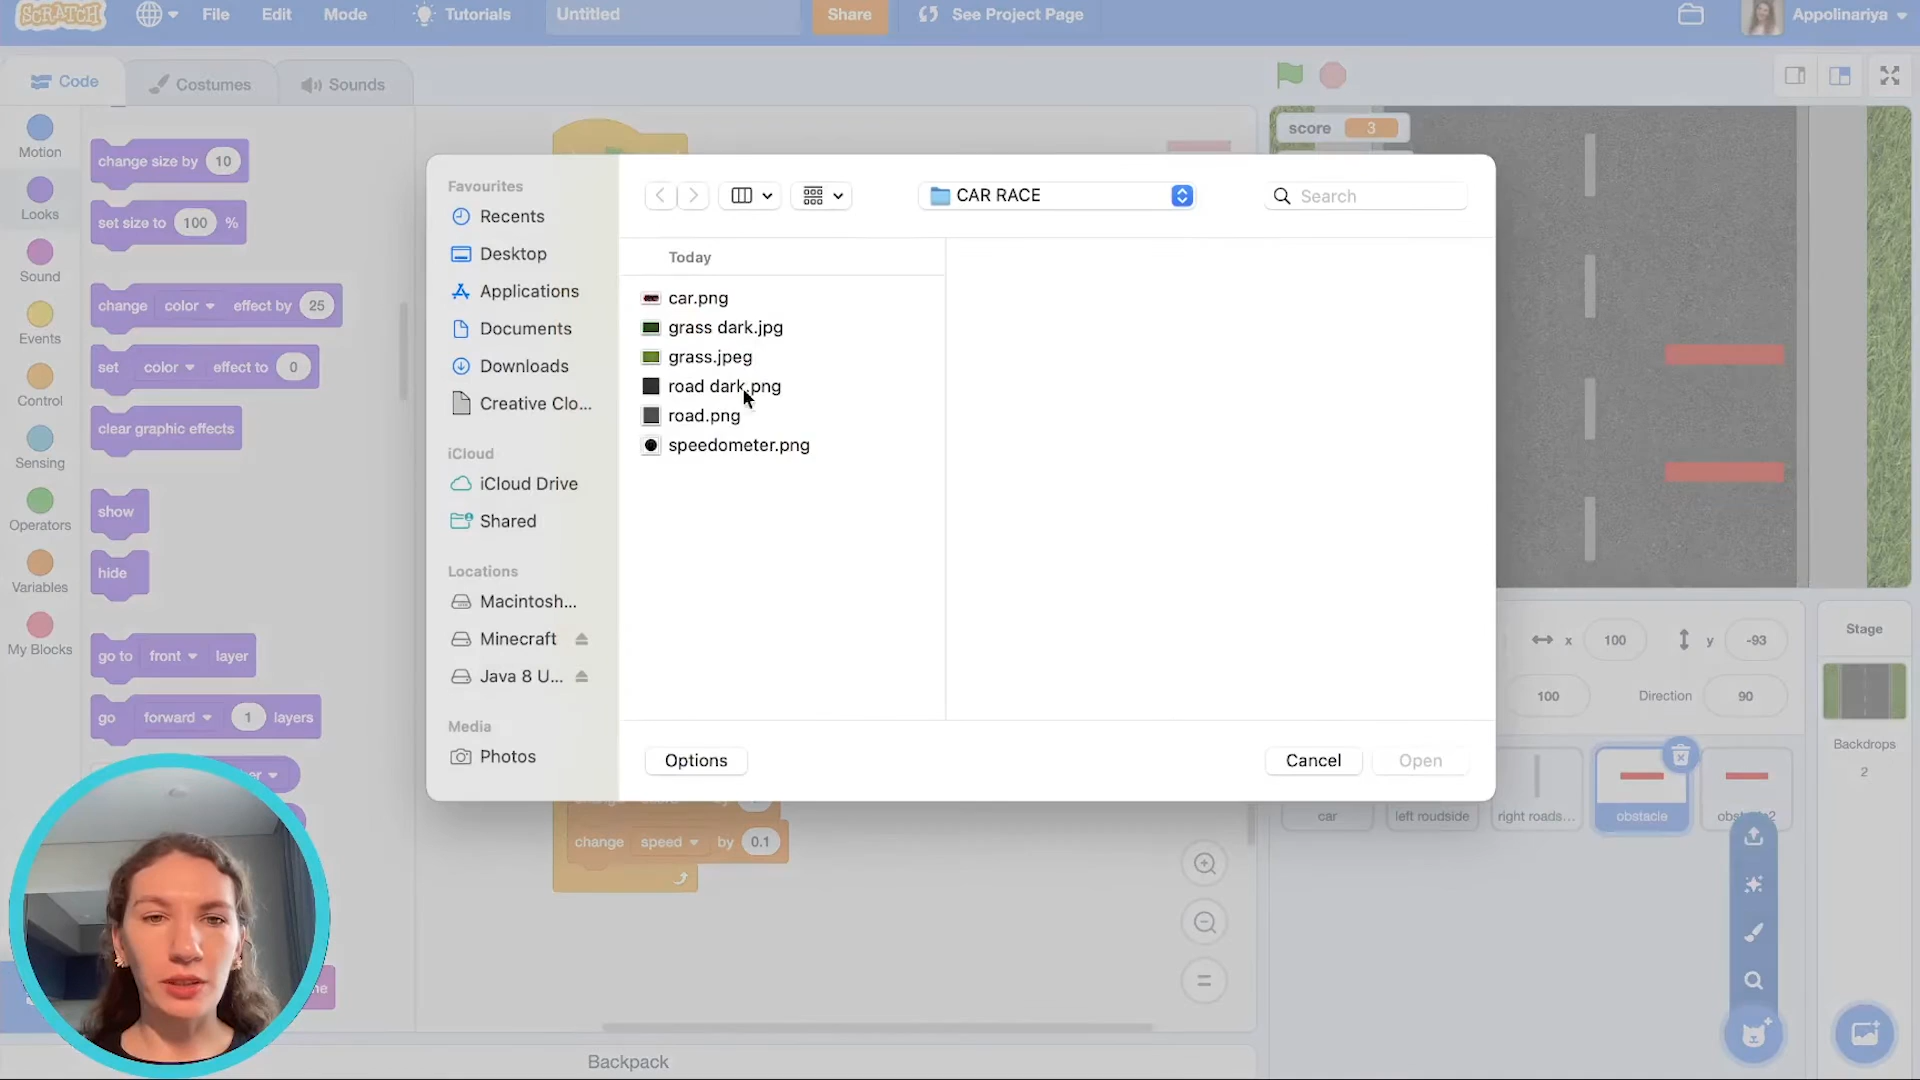 SCRATCH
File
Edit
Mode
Tutorials
Untitled
Share
See Project Page
Appolinariya
Code
Costumes
Sounds
Motion
Looks
Sound
Events
Control
Sensing
Operators
Variables
My Blocks
change size by 10
set size to 100 %
change color effect by 25
set color effect to 0
clear graphic effects
show
hide
go to front layer
go forward 1 layers
Favourites
Recents
Desktop
Applications
Documents
Downloads
Creative Clo...
iCloud
iCloud Drive
Shared
Locations
Macintosh...
Minecraft
Java 8 U...
Media
Photos
CAR RACE
Search
Today
car.png
grass dark.jpg
grass.jpeg
road dark.png
road.png
speedometer.png
Options
Cancel
Open
change speed by 0.1
Backpack
score 3
x 100
y -93
100
Direction 90
car
left roadside
right roads...
obstacle
Stage
Backdrops
2